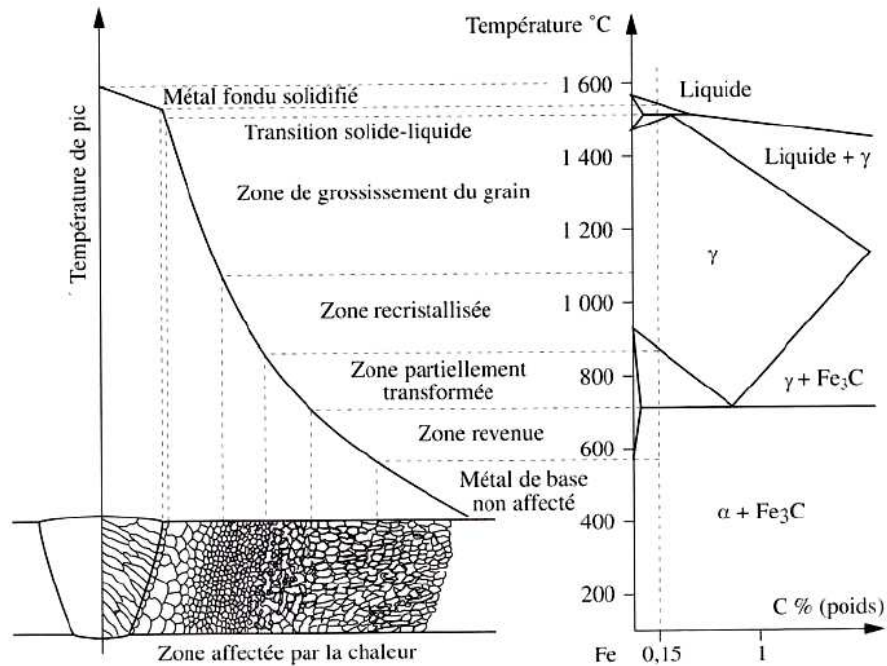 Température °C
Température de pic
1 600
Métal fondu solidifié
Liquide
Transition solide-liquide
1 400
Liquide + γ
Zone de grossissement du grain
1 200
γ
Zone recristallisée
1 000
Zone partiellement
transformée
800
γ + Fe₃C
Zone revenue
600
Métal de base
non affecté
400
α + Fe₃C
200
C % (poids)
Zone affectée par la chaleur
Fe
0,15
1